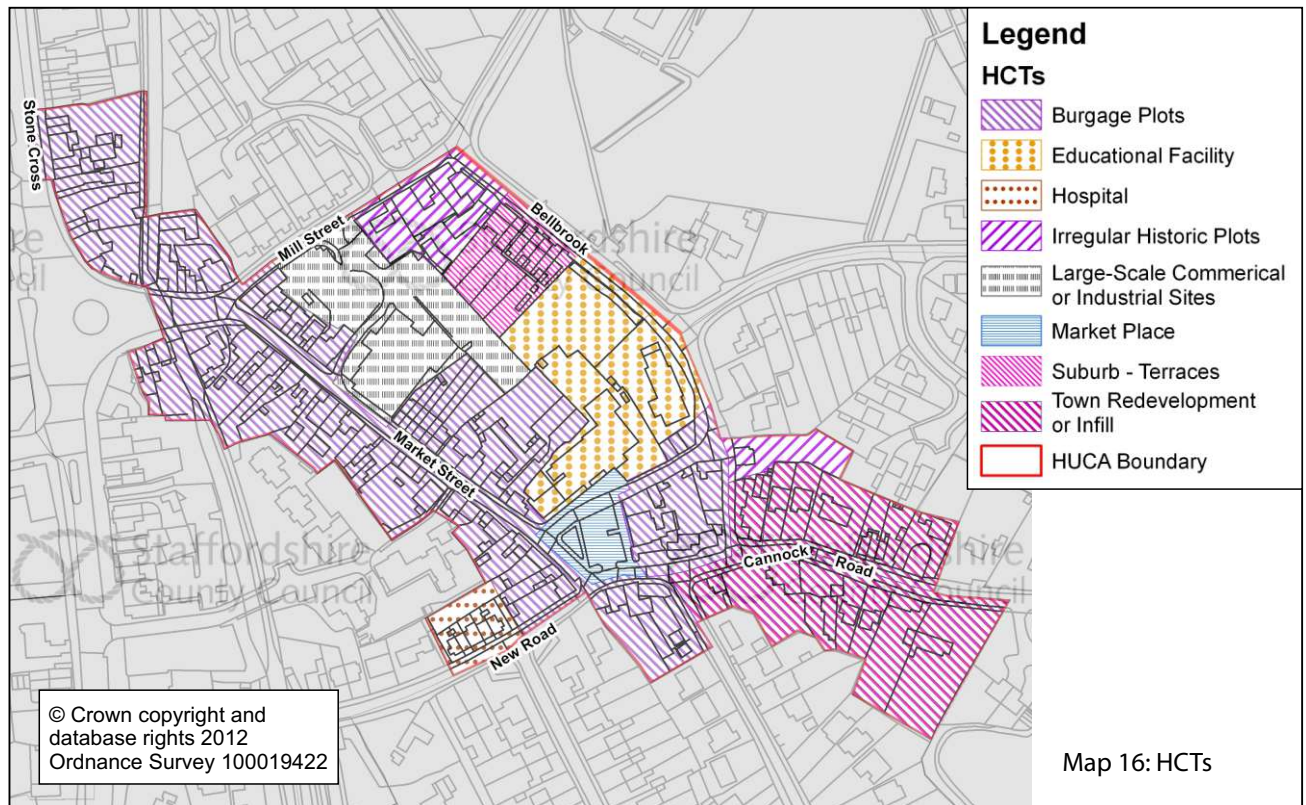 Legend
HCTs
Burgage Plots
Educational Facility
Hospital
Irregular Historic Plots
Large-Scale Commerical
or Industrial Sites
Market Place
Suburb - Terraces
Town Redevelopment
or Infill
HUCA Boundary
Stone Cross
Mill Street
Bellbrook
Market Street
Cannock Road
New Road
Staffordshire
County Council
© Crown copyright and
database rights 2012
Ordnance Survey 100019422
Map 16: HCTs